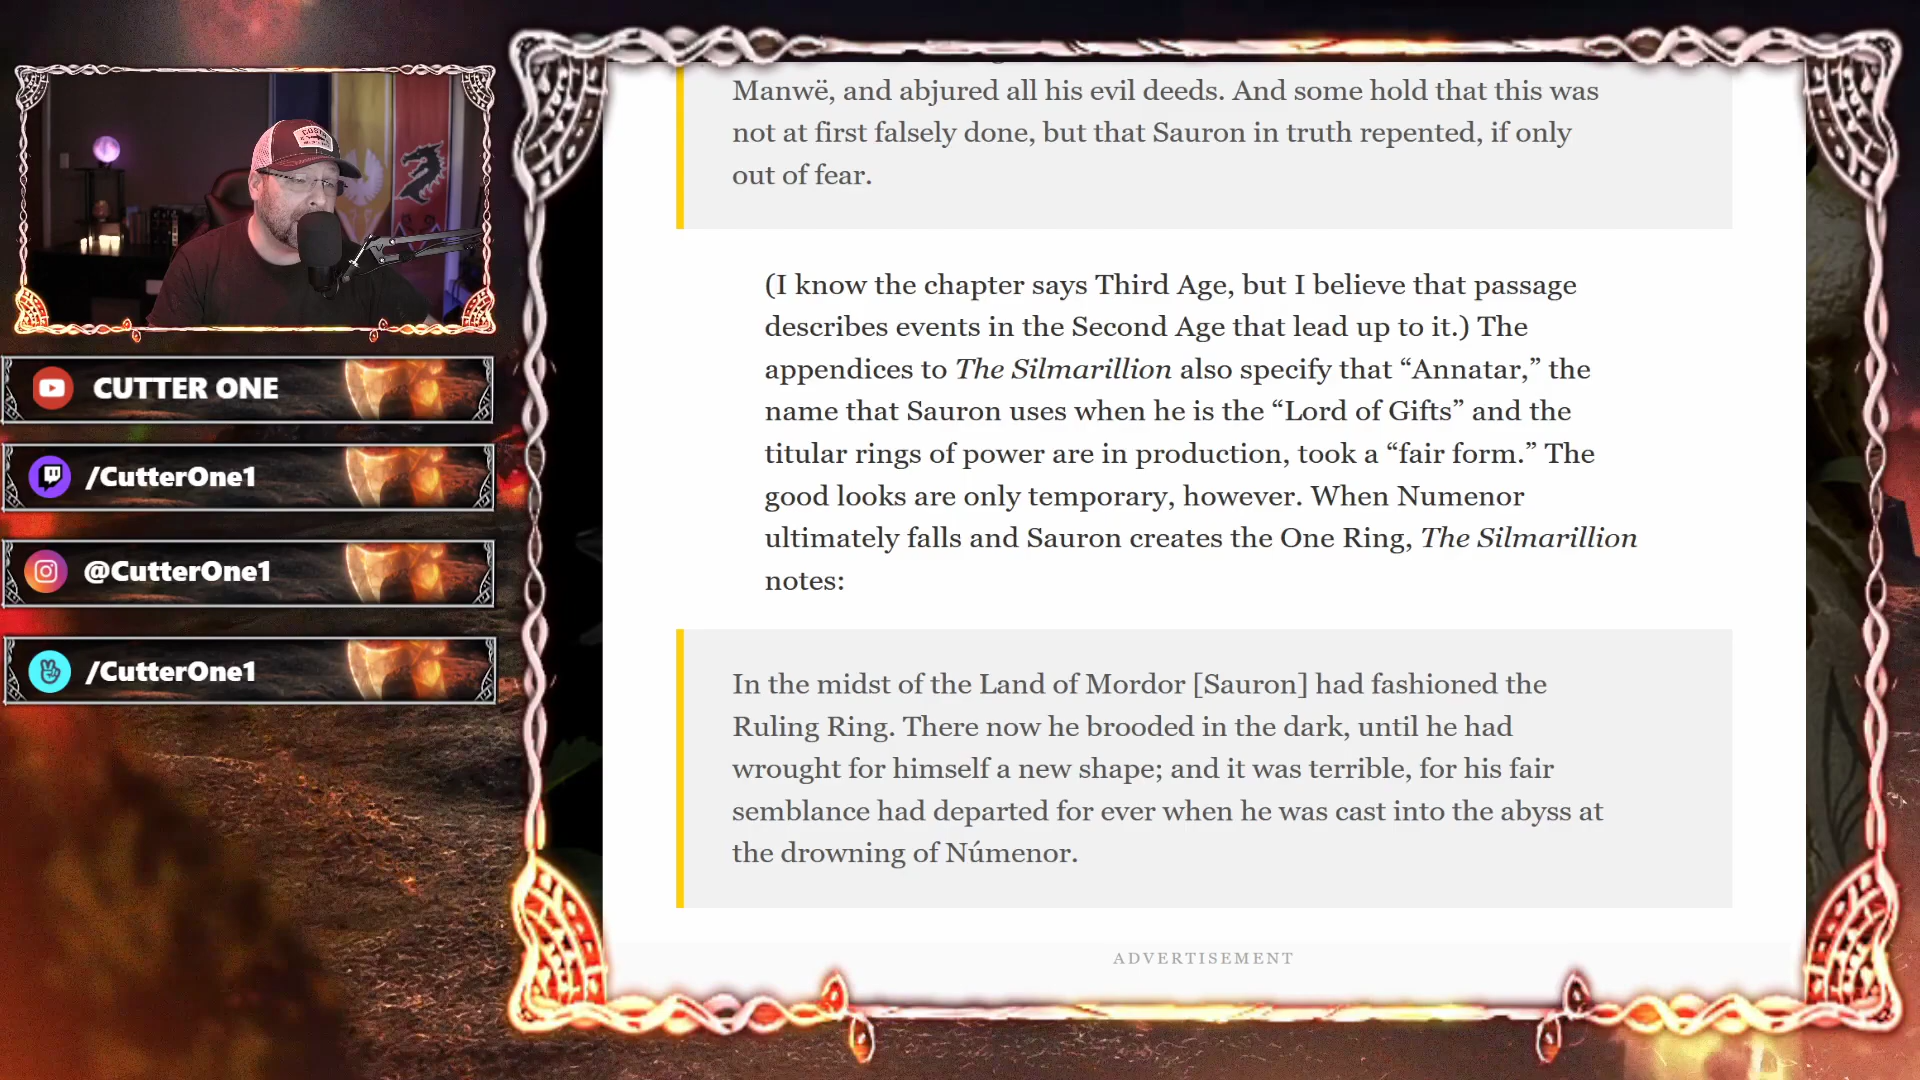 CUTTER ONE
/CutterOne1
@CutterOne1
/CutterOne1
Manwë, and abjured all his evil deeds. And some hold that this was
not at first falsely done, but that Sauron in truth repented, if only
out of fear.
(I know the chapter says Third Age, but I believe that passage
describes events in the Second Age that lead up to it.) The
appendices to The Silmarillion also specify that “Annatar,” the
name that Sauron uses when he is the “Lord of Gifts” and the
titular rings of power are in production, took a “fair form.” The
good looks are only temporary, however. When Numenor
ultimately falls and Sauron creates the One Ring, The Silmarillion
notes:
In the midst of the Land of Mordor [Sauron] had fashioned the
Ruling Ring. There now he brooded in the dark, until he had
wrought for himself a new shape; and it was terrible, for his fair
semblance had departed for ever when he was cast into the abyss at
the drowning of Númenor.
ADVERTISEMENT